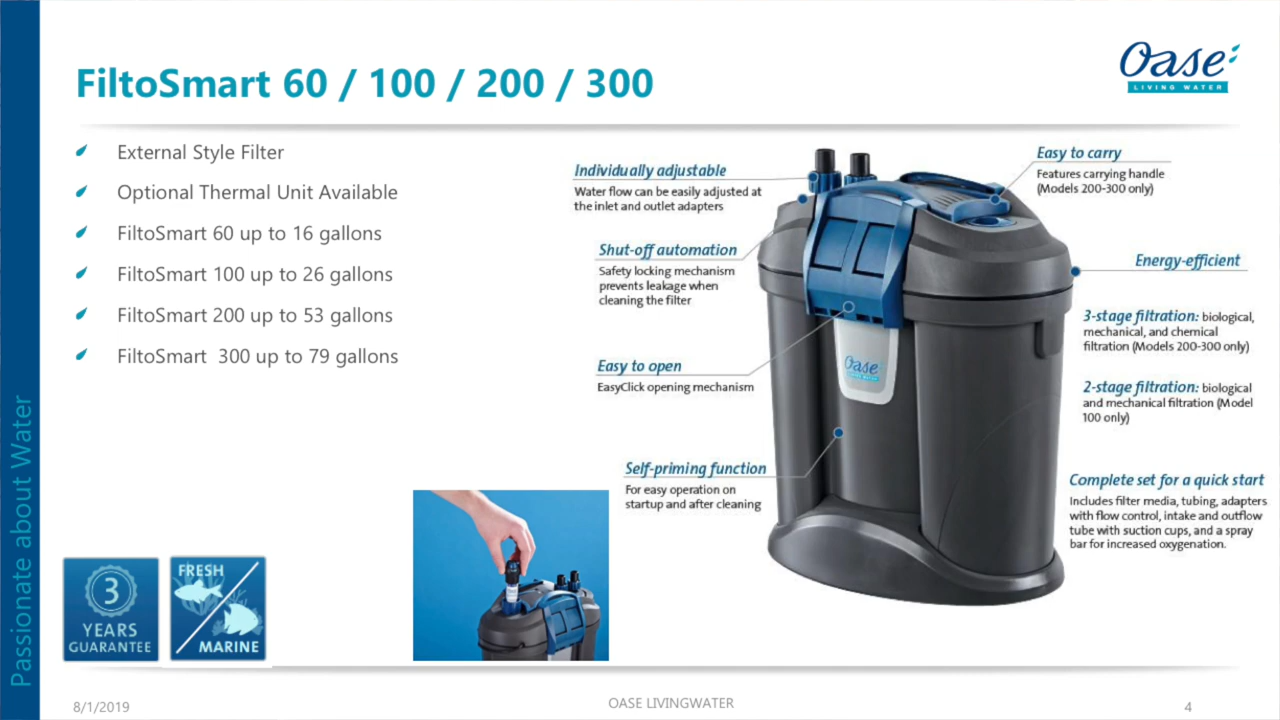 FiltoSmart 60 / 100 / 200 / 300
Oase
LIVING WATER
External Style Filter
Optional Thermal Unit Available
FiltoSmart 60 up to 16 gallons
FiltoSmart 100 up to 26 gallons
FiltoSmart 200 up to 53 gallons
FiltoSmart 300 up to 79 gallons
Individually adjustable
Water flow can be easily adjusted at
the inlet and outlet adapters
Shut-off automation
Safety locking mechanism
prevents leakage when
cleaning the filter
Easy to open
EasyClick opening mechanism
Self-priming function
For easy operation on
startup and after cleaning
Oase
LIVING WATER
Easy to carry
Features carrying handle
(Models 200-300 only)
Energy-efficient
3-stage filtration: biological,
mechanical, and chemical
filtration (Models 200-300 only)
2-stage filtration: biological
and mechanical filtration (Model
100 only)
Complete set for a quick start
Includes filter media, tubing, adapters
with flow control, intake and outflow
tube with suction cups, and a spray
bar for increased oxygenation.
3
YEARS
GUARANTEE
FRESH
MARINE
Passionate about Water
8/1/2019
OASE LIVINGWATER
4